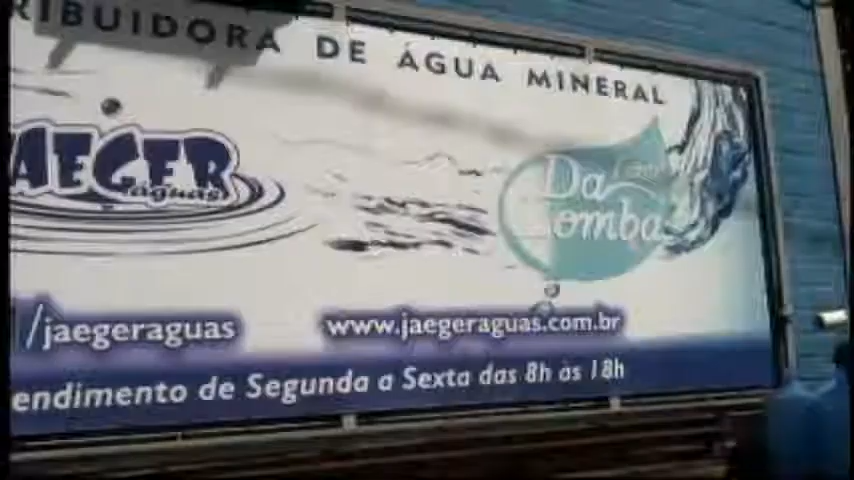 RIBUIDORA DE ÁGUA MINERAL
JAEGER
águas
Da
omba
/jaegeraguas
www.jaegeraguas.com.br
endimento de Segunda a Sexta das 8h às 18h